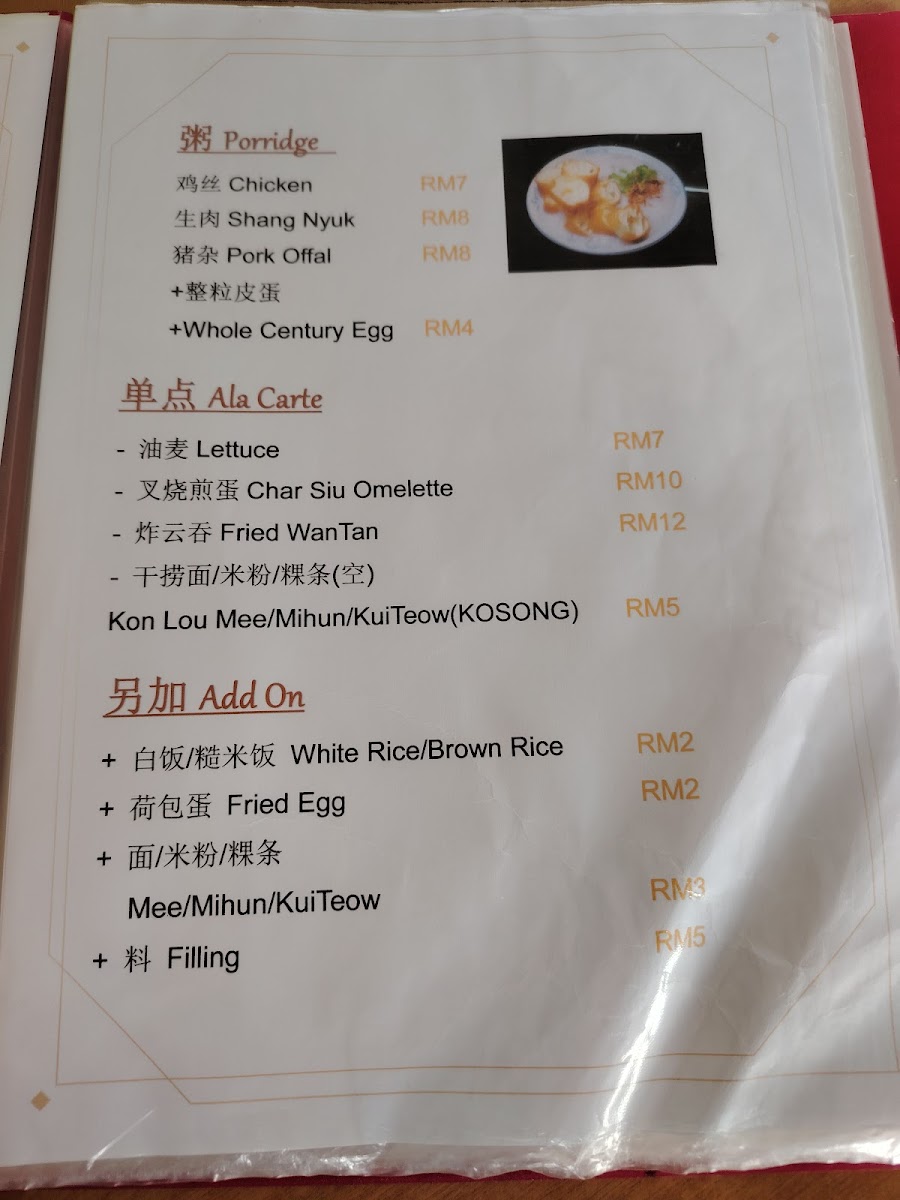 粥 Porridge
鸡丝 Chicken RM7
生肉 Shang Nyuk RM8
猪杂 Pork Offal RM8
+整粒皮蛋
+Whole Century Egg RM4
单点 Ala Carte
- 油麦 Lettuce RM7
- 叉烧煎蛋 Char Siu Omelette RM10
- 炸云吞 Fried WanTan RM12
- 干捞面/米粉/粿条(空)
Kon Lou Mee/Mihun/KuiTeow(KOSONG) RM5
另加 Add On
+ 白饭/糙米饭 White Rice/Brown Rice RM2
+ 荷包蛋 Fried Egg RM2
+ 面/米粉/粿条
Mee/Mihun/KuiTeow RM3
+ 料 Filling RM5